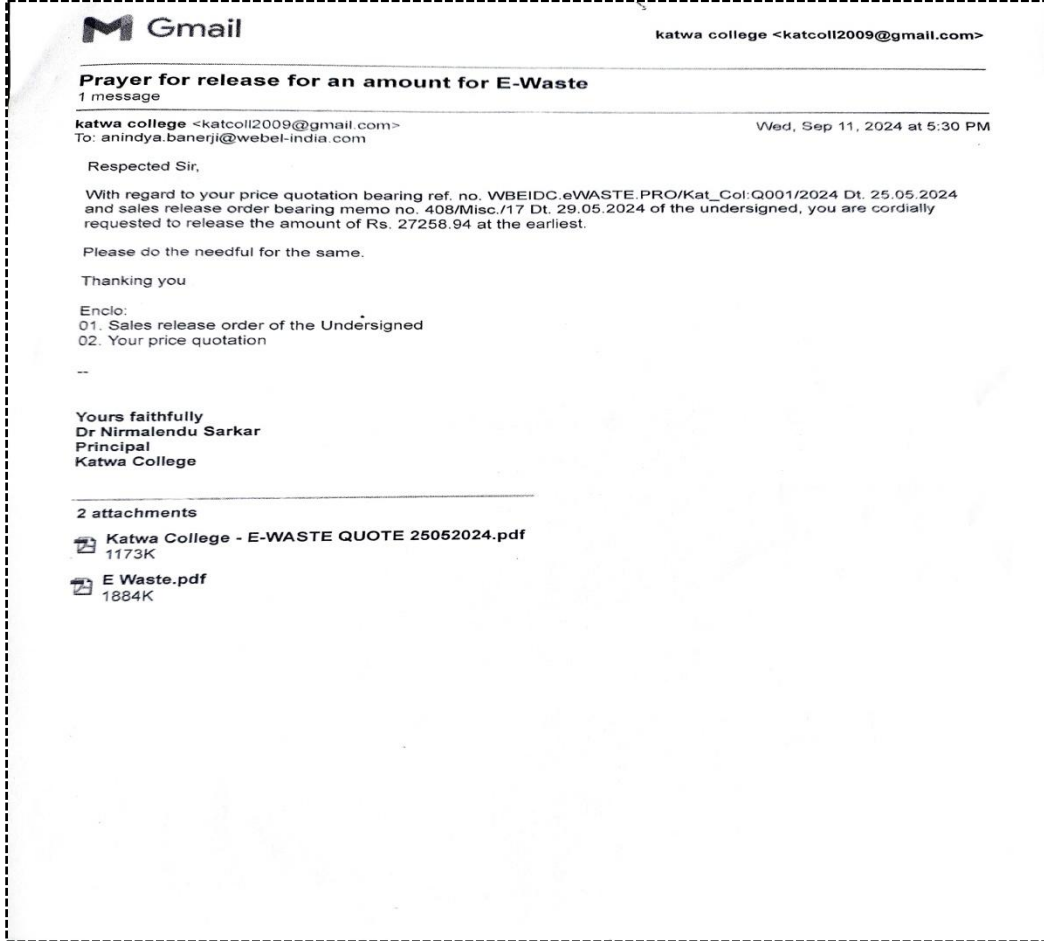 Gmail
katwa college <katcoll2009@gmail.com>
Prayer for release for an amount for E-Waste
1 message
katwa college <katcoll2009@gmail.com>
Wed, Sep 11, 2024 at 5:30 PM
To: anindya.banerji@webel-india.com
Respected Sir,
With regard to your price quotation bearing ref. no. WBEIDC.eWASTE.PRO/Kat_Col:Q001/2024 Dt. 25.05.2024
and sales release order bearing memo no. 408/Misc./17 Dt. 29.05.2024 of the undersigned, you are cordially
requested to release the amount of Rs. 27258.94 at the earliest.
Please do the needful for the same.
Thanking you
Enclo:
01. Sales release order of the Undersigned
02. Your price quotation
--
Yours faithfully
Dr Nirmalendu Sarkar
Principal
Katwa College
2 attachments
Katwa College - E-WASTE QUOTE 25052024.pdf
1173K
E Waste.pdf
1884K